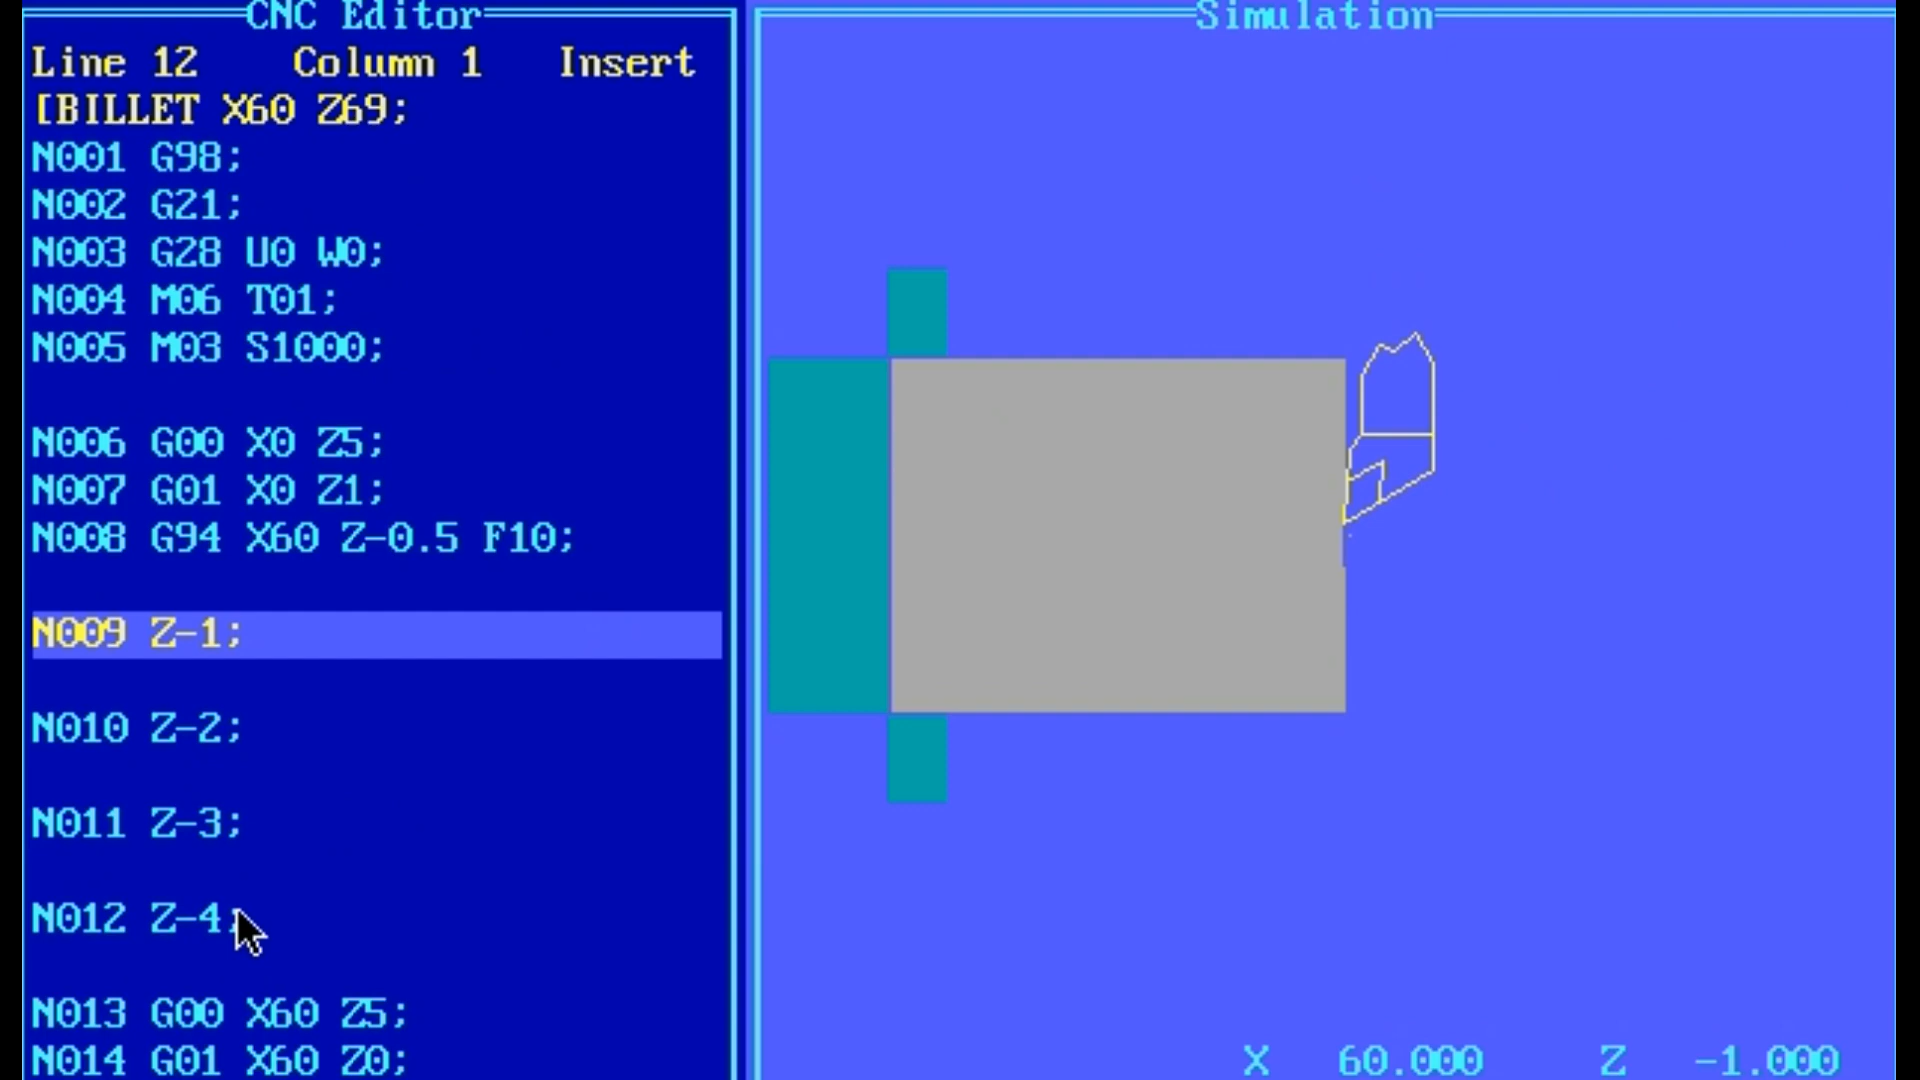 CNC Editor
Line 12 Column 1 Insert
[BILLET X60 Z69;
N001 G98;
N002 G21;
N003 G28 U0 W0;
N004 M06 T01;
N005 M03 S1000;
N006 G00 X0 Z5;
N007 G01 X0 Z1;
N008 G94 X60 Z-0.5 F10;
N009 Z-1;
N010 Z-2;
N011 Z-3;
N012 Z-4;
N013 G00 X60 Z5;
N014 G01 X60 Z0;
Simulation
X 60.000 Z -1.000